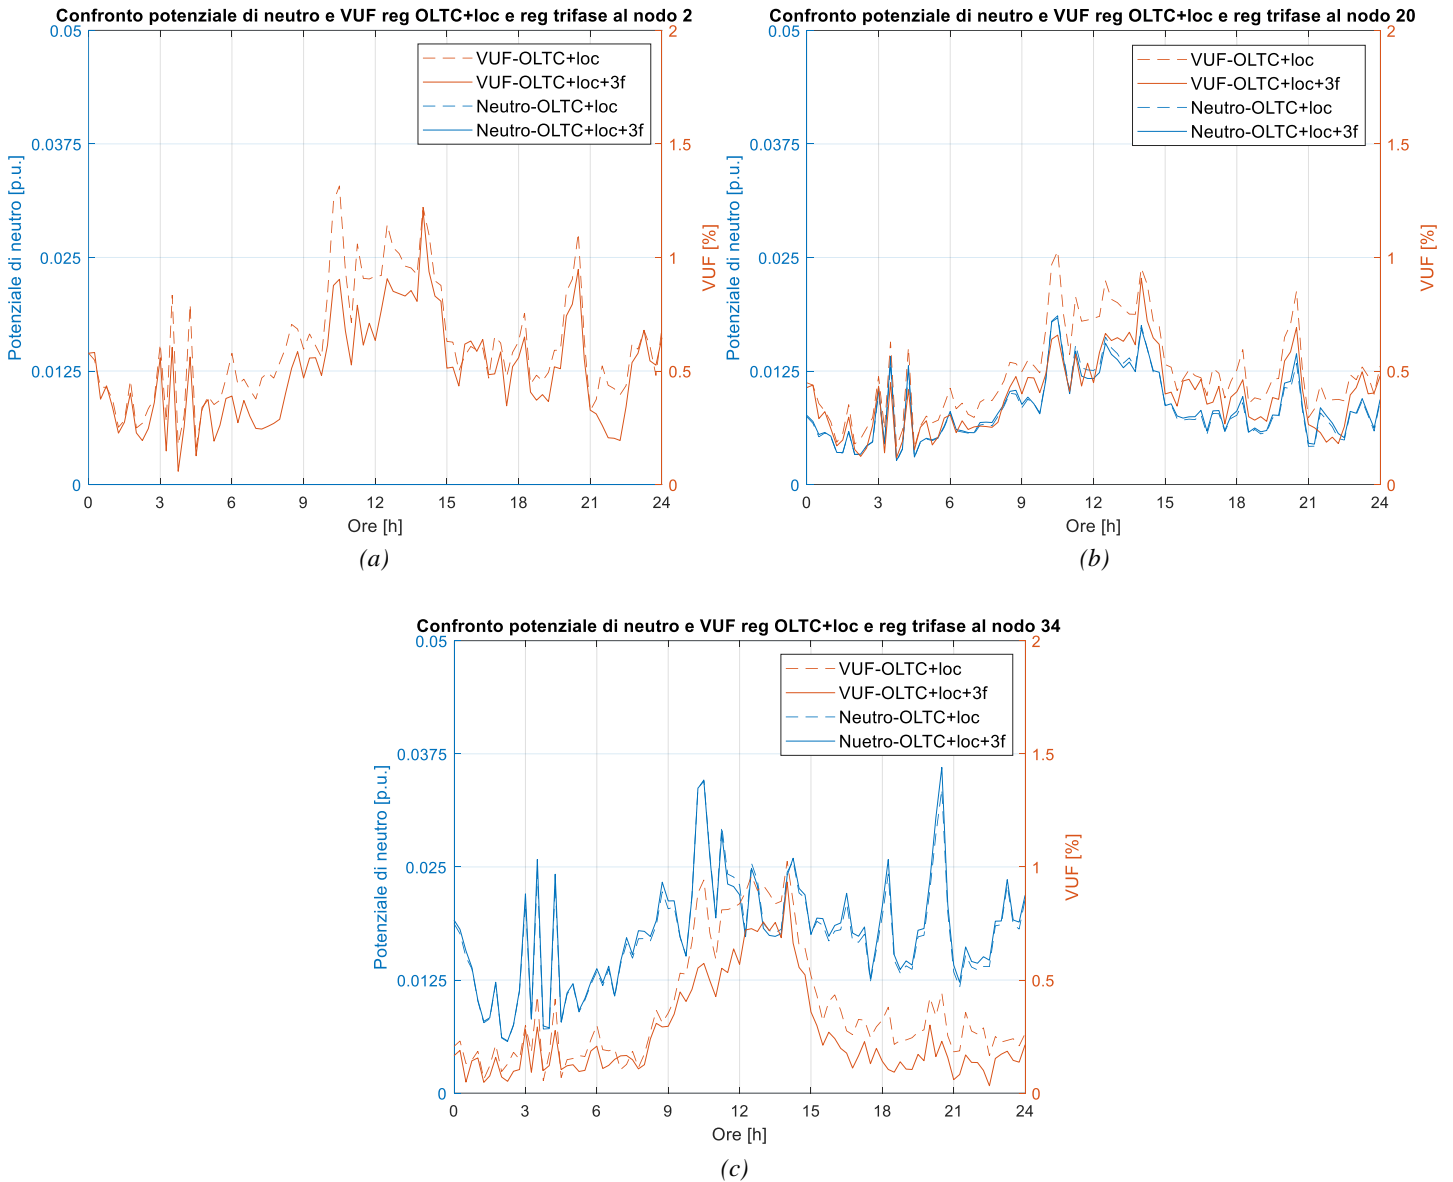 Confronto potenziale di neutro e VUF reg OLTC+loc e reg trifase al nodo 2
0.05
0.0375
0.025
0.0125
0
Potenziale di neutro [p.u.]
VUF-OLTC+loc
VUF-OLTC+loc+3f
Neutro-OLTC+loc
Neutro-OLTC+loc+3f
2
1.5
1
0.5
0
VUF [%]
0 3 6 9 12 15 18 21 24
Ore [h]
(a)
Confronto potenziale di neutro e VUF reg OLTC+loc e reg trifase al nodo 20
0.05
0.0375
0.025
0.0125
0
Potenziale di neutro [p.u.]
VUF-OLTC+loc
VUF-OLTC+loc+3f
Neutro-OLTC+loc
Neutro-OLTC+loc+3f
2
1.5
1
0.5
0
VUF [%]
0 3 6 9 12 15 18 21 24
Ore [h]
(b)
Confronto potenziale di neutro e VUF reg OLTC+loc e reg trifase al nodo 34
0.05
0.0375
0.025
0.0125
0
Potenziale di neutro [p.u.]
VUF-OLTC+loc
VUF-OLTC+loc+3f
Neutro-OLTC+loc
Nuetro-OLTC+loc+3f
2
1.5
1
0.5
0
VUF [%]
0 3 6 9 12 15 18 21 24
Ore [h]
(c)